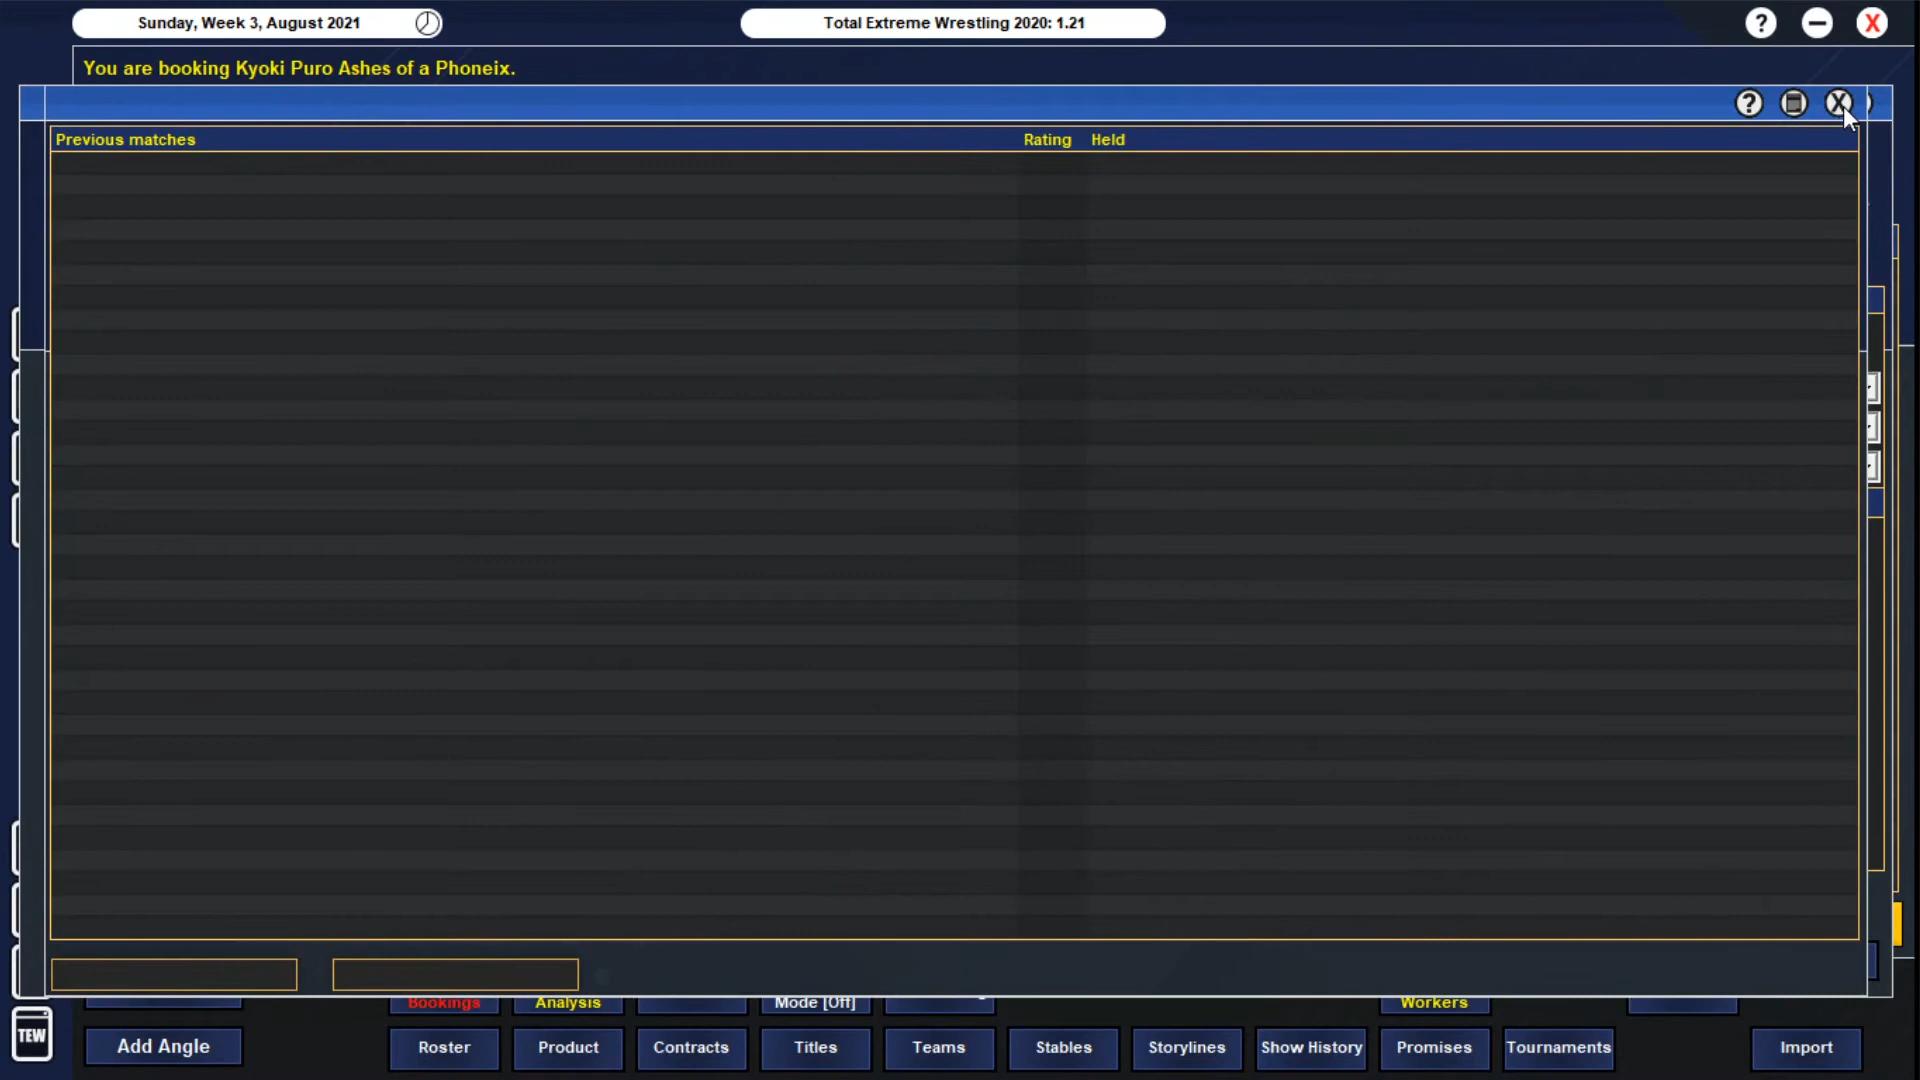 Sunday, Week 3, August 2021
Total Extreme Wrestling 2020: 1.21
? X
You are booking Kyoki Puro Ashes of a Phoneix.
? X
Previous matches Rating Held
Bookings Analysis Mode [Off] Workers
TEW Add Angle Roster Product Contracts Titles Teams Stables Storylines Show History Promises Tournaments Import